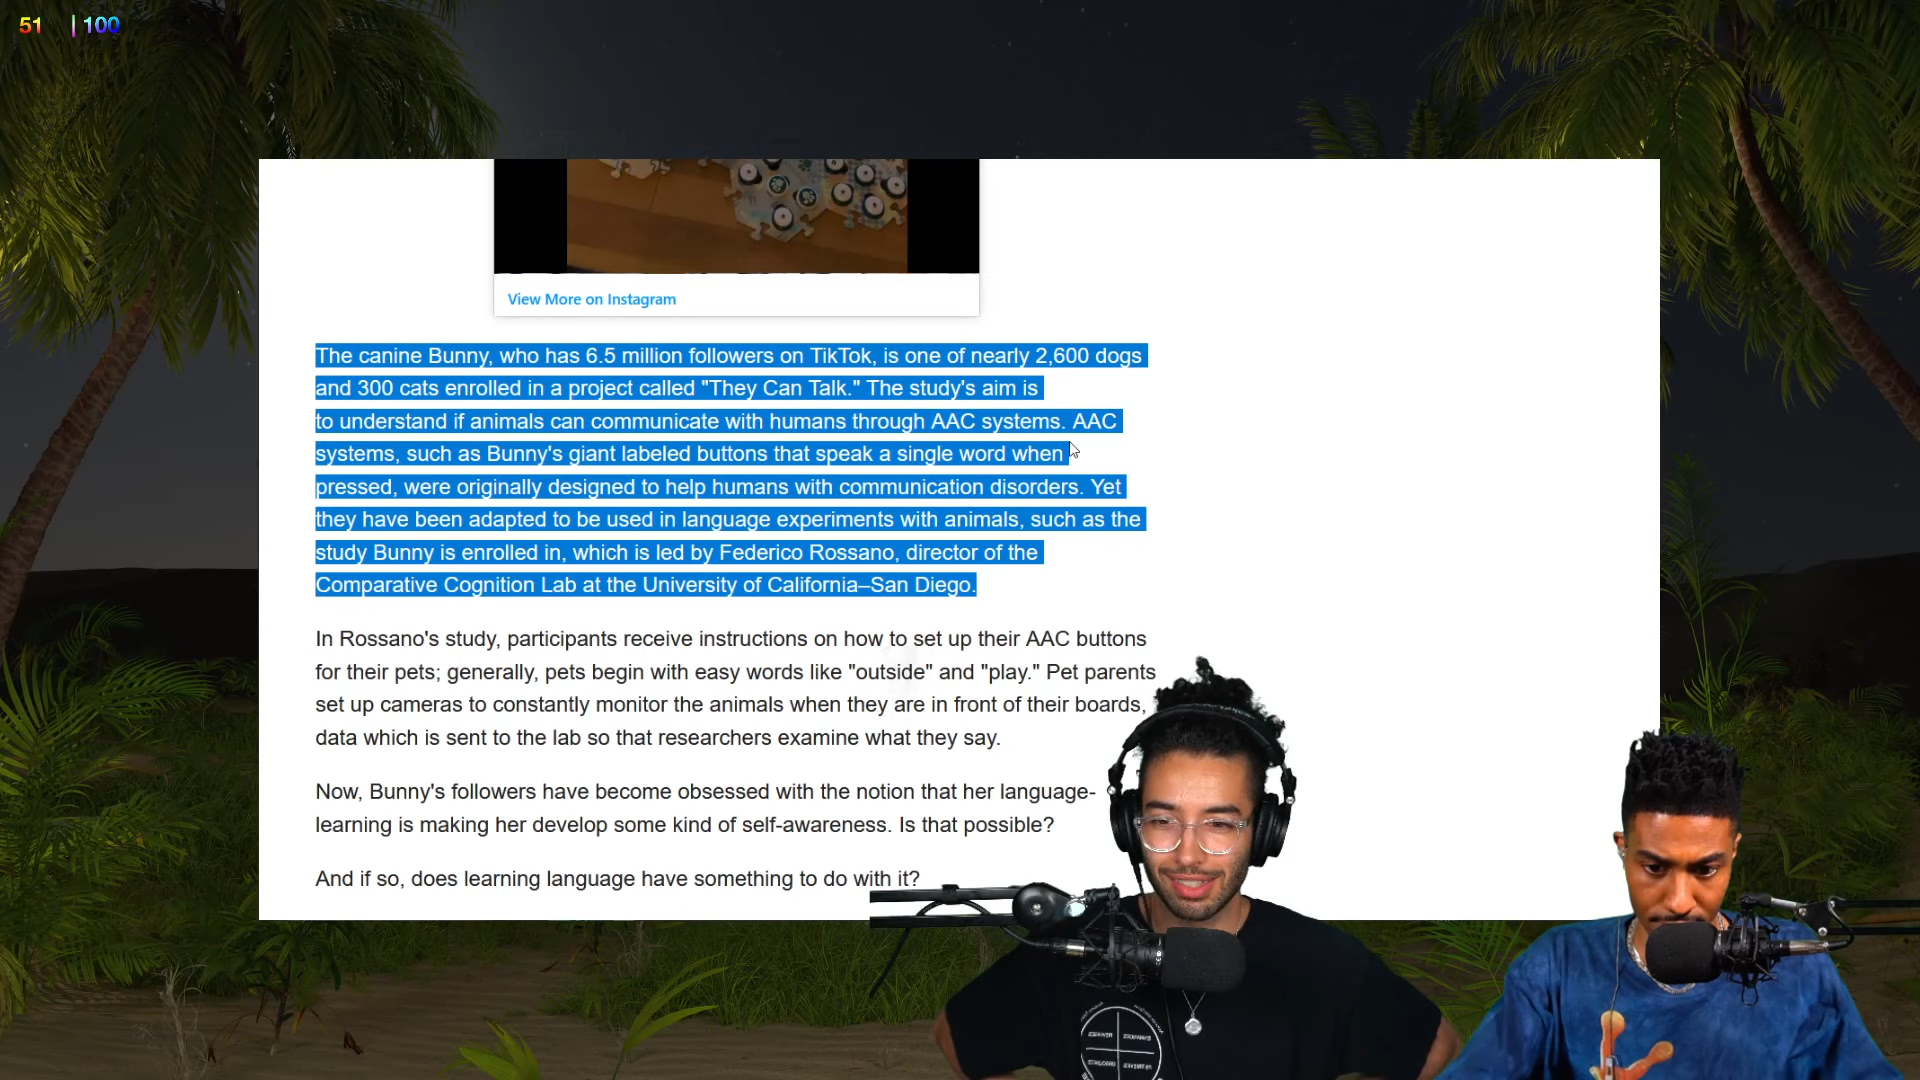 51 | 100
View More on Instagram
The canine Bunny, who has 6.5 million followers on TikTok, is one of nearly 2,600 dogs
and 300 cats enrolled in a project called "They Can Talk." The study's aim is
to understand if animals can communicate with humans through AAC systems. AAC
systems, such as Bunny's giant labeled buttons that speak a single word when
pressed, were originally designed to help humans with communication disorders. Yet
they have been adapted to be used in language experiments with animals, such as the
study Bunny is enrolled in, which is led by Federico Rossano, director of the
Comparative Cognition Lab at the University of California–San Diego.
In Rossano's study, participants receive instructions on how to set up their AAC buttons
for their pets; generally, pets begin with easy words like "outside" and "play." Pet parents
set up cameras to constantly monitor the animals when they are in front of their boards,
data which is sent to the lab so that researchers examine what they say.
Now, Bunny's followers have become obsessed with the notion that her language-
learning is making her develop some kind of self-awareness. Is that possible?
And if so, does learning language have something to do with it?